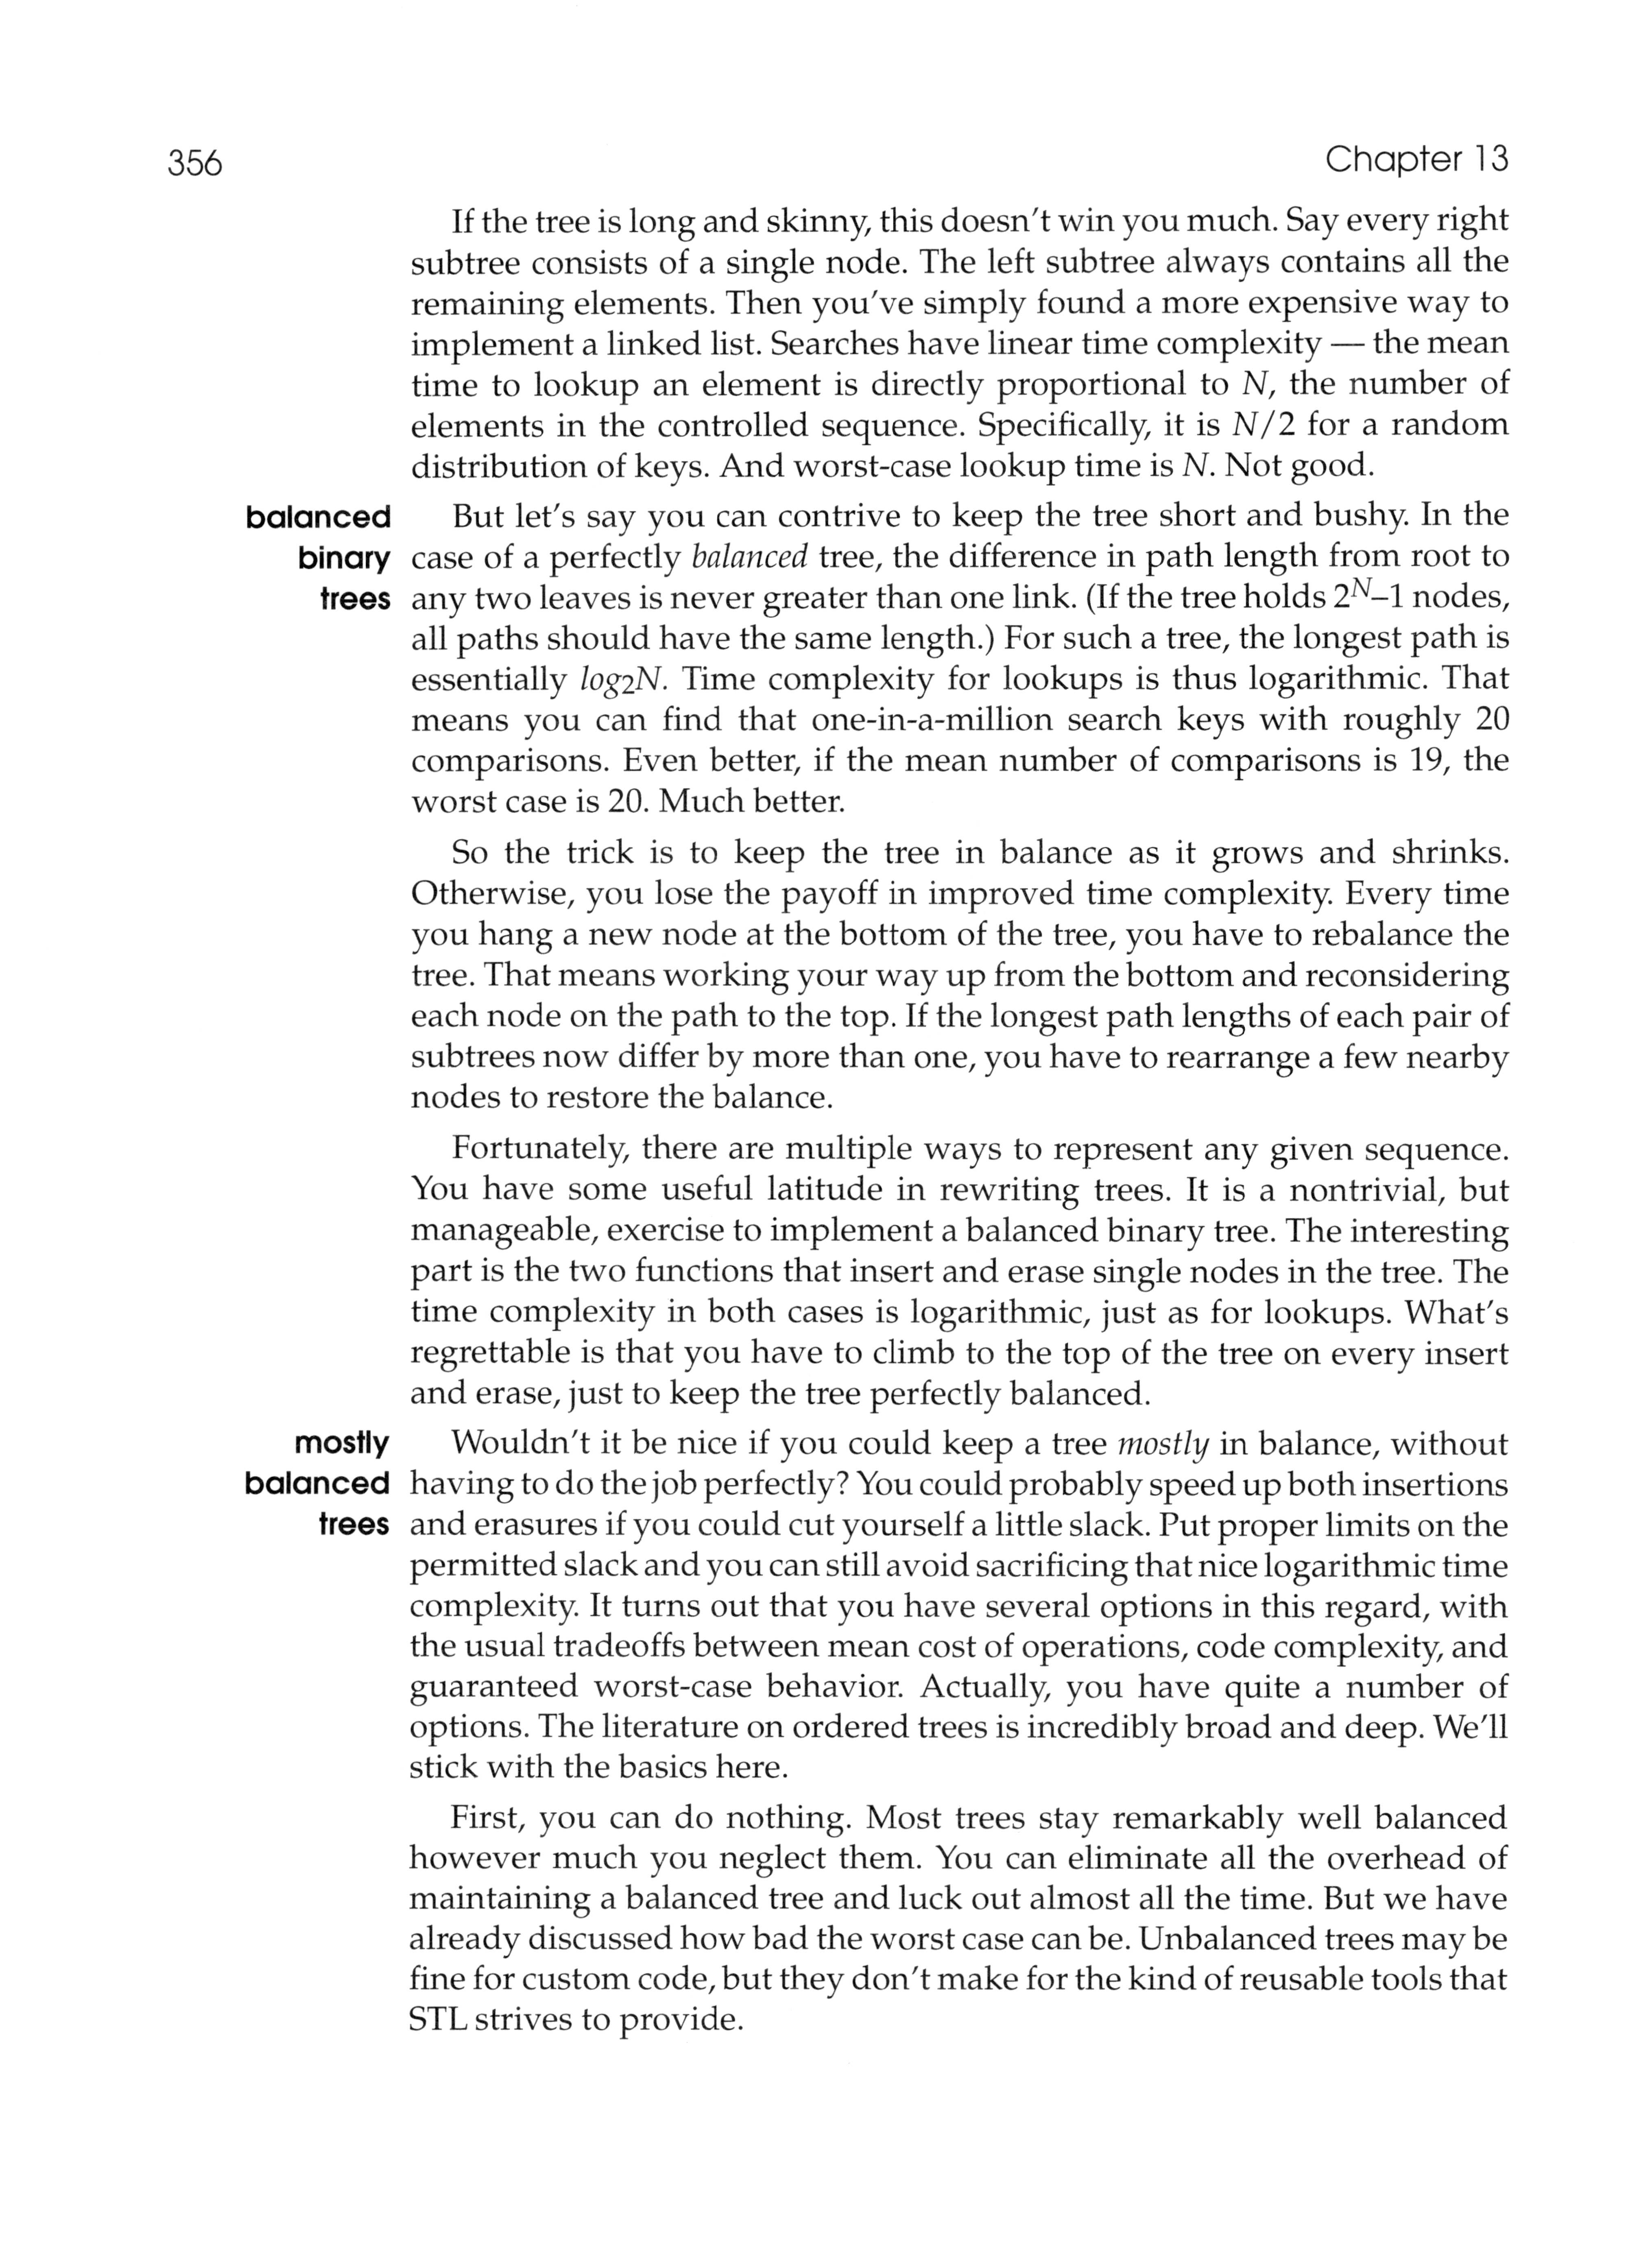 356
Chapter 13
If the tree is long and skinny, this doesn't win you much. Say every right
subtree consists of a single node. The left subtree always contains all the
remaining elements. Then you've simply found a more expensive way to
implement a linked list. Searches have linear time complexity — the mean
time to lookup an element is directly proportional to N, the number of
elements in the controlled sequence. Specifically, it is N/2 for a random
distribution of keys. And worst-case lookup time is N. Not good.
balanced
binary
trees
But let's say you can contrive to keep the tree short and bushy. In the
case of a perfectly balanced tree, the difference in path length from root to
any two leaves is never greater than one link. (If the tree holds 2^N–1 nodes,
all paths should have the same length.) For such a tree, the longest path is
essentially log2N. Time complexity for lookups is thus logarithmic. That
means you can find that one-in-a-million search keys with roughly 20
comparisons. Even better, if the mean number of comparisons is 19, the
worst case is 20. Much better.
So the trick is to keep the tree in balance as it grows and shrinks.
Otherwise, you lose the payoff in improved time complexity. Every time
you hang a new node at the bottom of the tree, you have to rebalance the
tree. That means working your way up from the bottom and reconsidering
each node on the path to the top. If the longest path lengths of each pair of
subtrees now differ by more than one, you have to rearrange a few nearby
nodes to restore the balance.
Fortunately, there are multiple ways to represent any given sequence.
You have some useful latitude in rewriting trees. It is a nontrivial, but
manageable, exercise to implement a balanced binary tree. The interesting
part is the two functions that insert and erase single nodes in the tree. The
time complexity in both cases is logarithmic, just as for lookups. What's
regrettable is that you have to climb to the top of the tree on every insert
and erase, just to keep the tree perfectly balanced.
mostly
balanced
trees
Wouldn't it be nice if you could keep a tree mostly in balance, without
having to do the job perfectly? You could probably speed up both insertions
and erasures if you could cut yourself a little slack. Put proper limits on the
permitted slack and you can still avoid sacrificing that nice logarithmic time
complexity. It turns out that you have several options in this regard, with
the usual tradeoffs between mean cost of operations, code complexity, and
guaranteed worst-case behavior. Actually, you have quite a number of
options. The literature on ordered trees is incredibly broad and deep. We'll
stick with the basics here.
First, you can do nothing. Most trees stay remarkably well balanced
however much you neglect them. You can eliminate all the overhead of
maintaining a balanced tree and luck out almost all the time. But we have
already discussed how bad the worst case can be. Unbalanced trees may be
fine for custom code, but they don't make for the kind of reusable tools that
STL strives to provide.